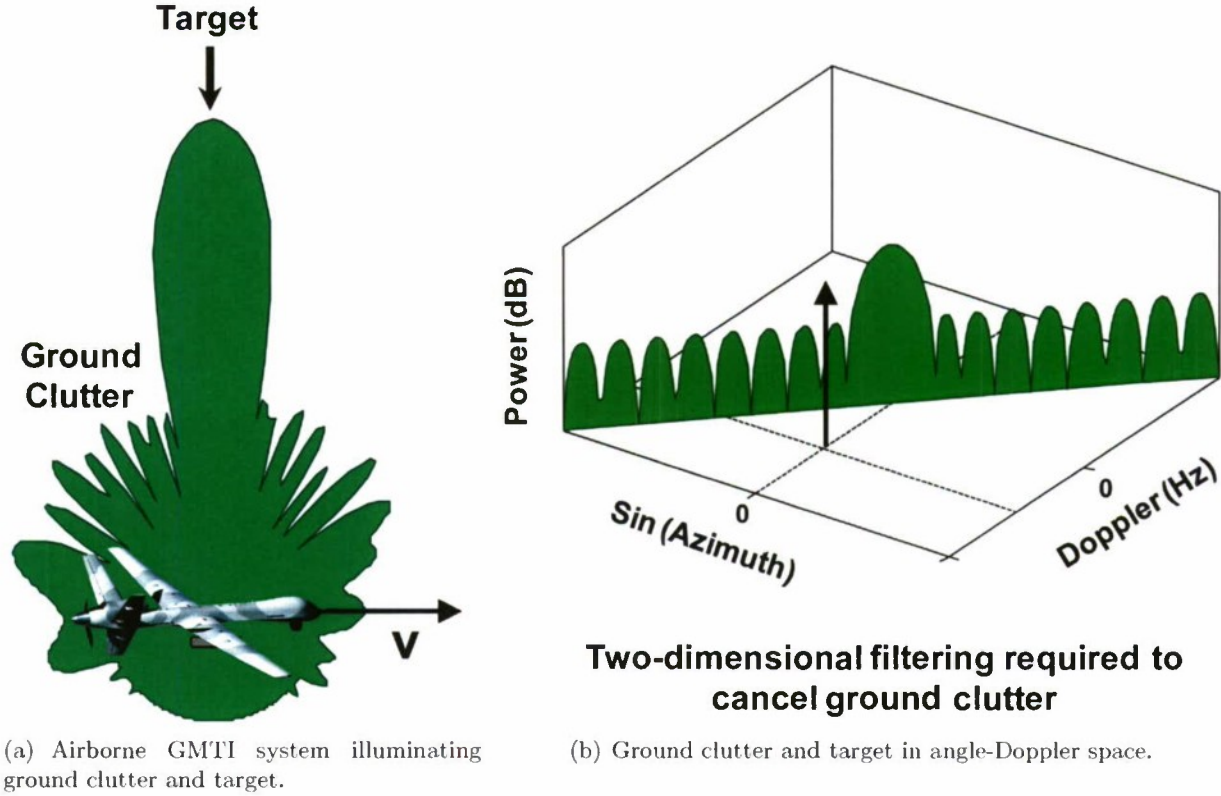 Target
Ground
Clutter
V
(a) Airborne GMTI system illuminating
ground clutter and target.
Power (dB)
0
Sin (Azimuth)
0
Doppler (Hz)
Two-dimensional filtering required to
cancel ground clutter
(b) Ground clutter and target in angle-Doppler space.